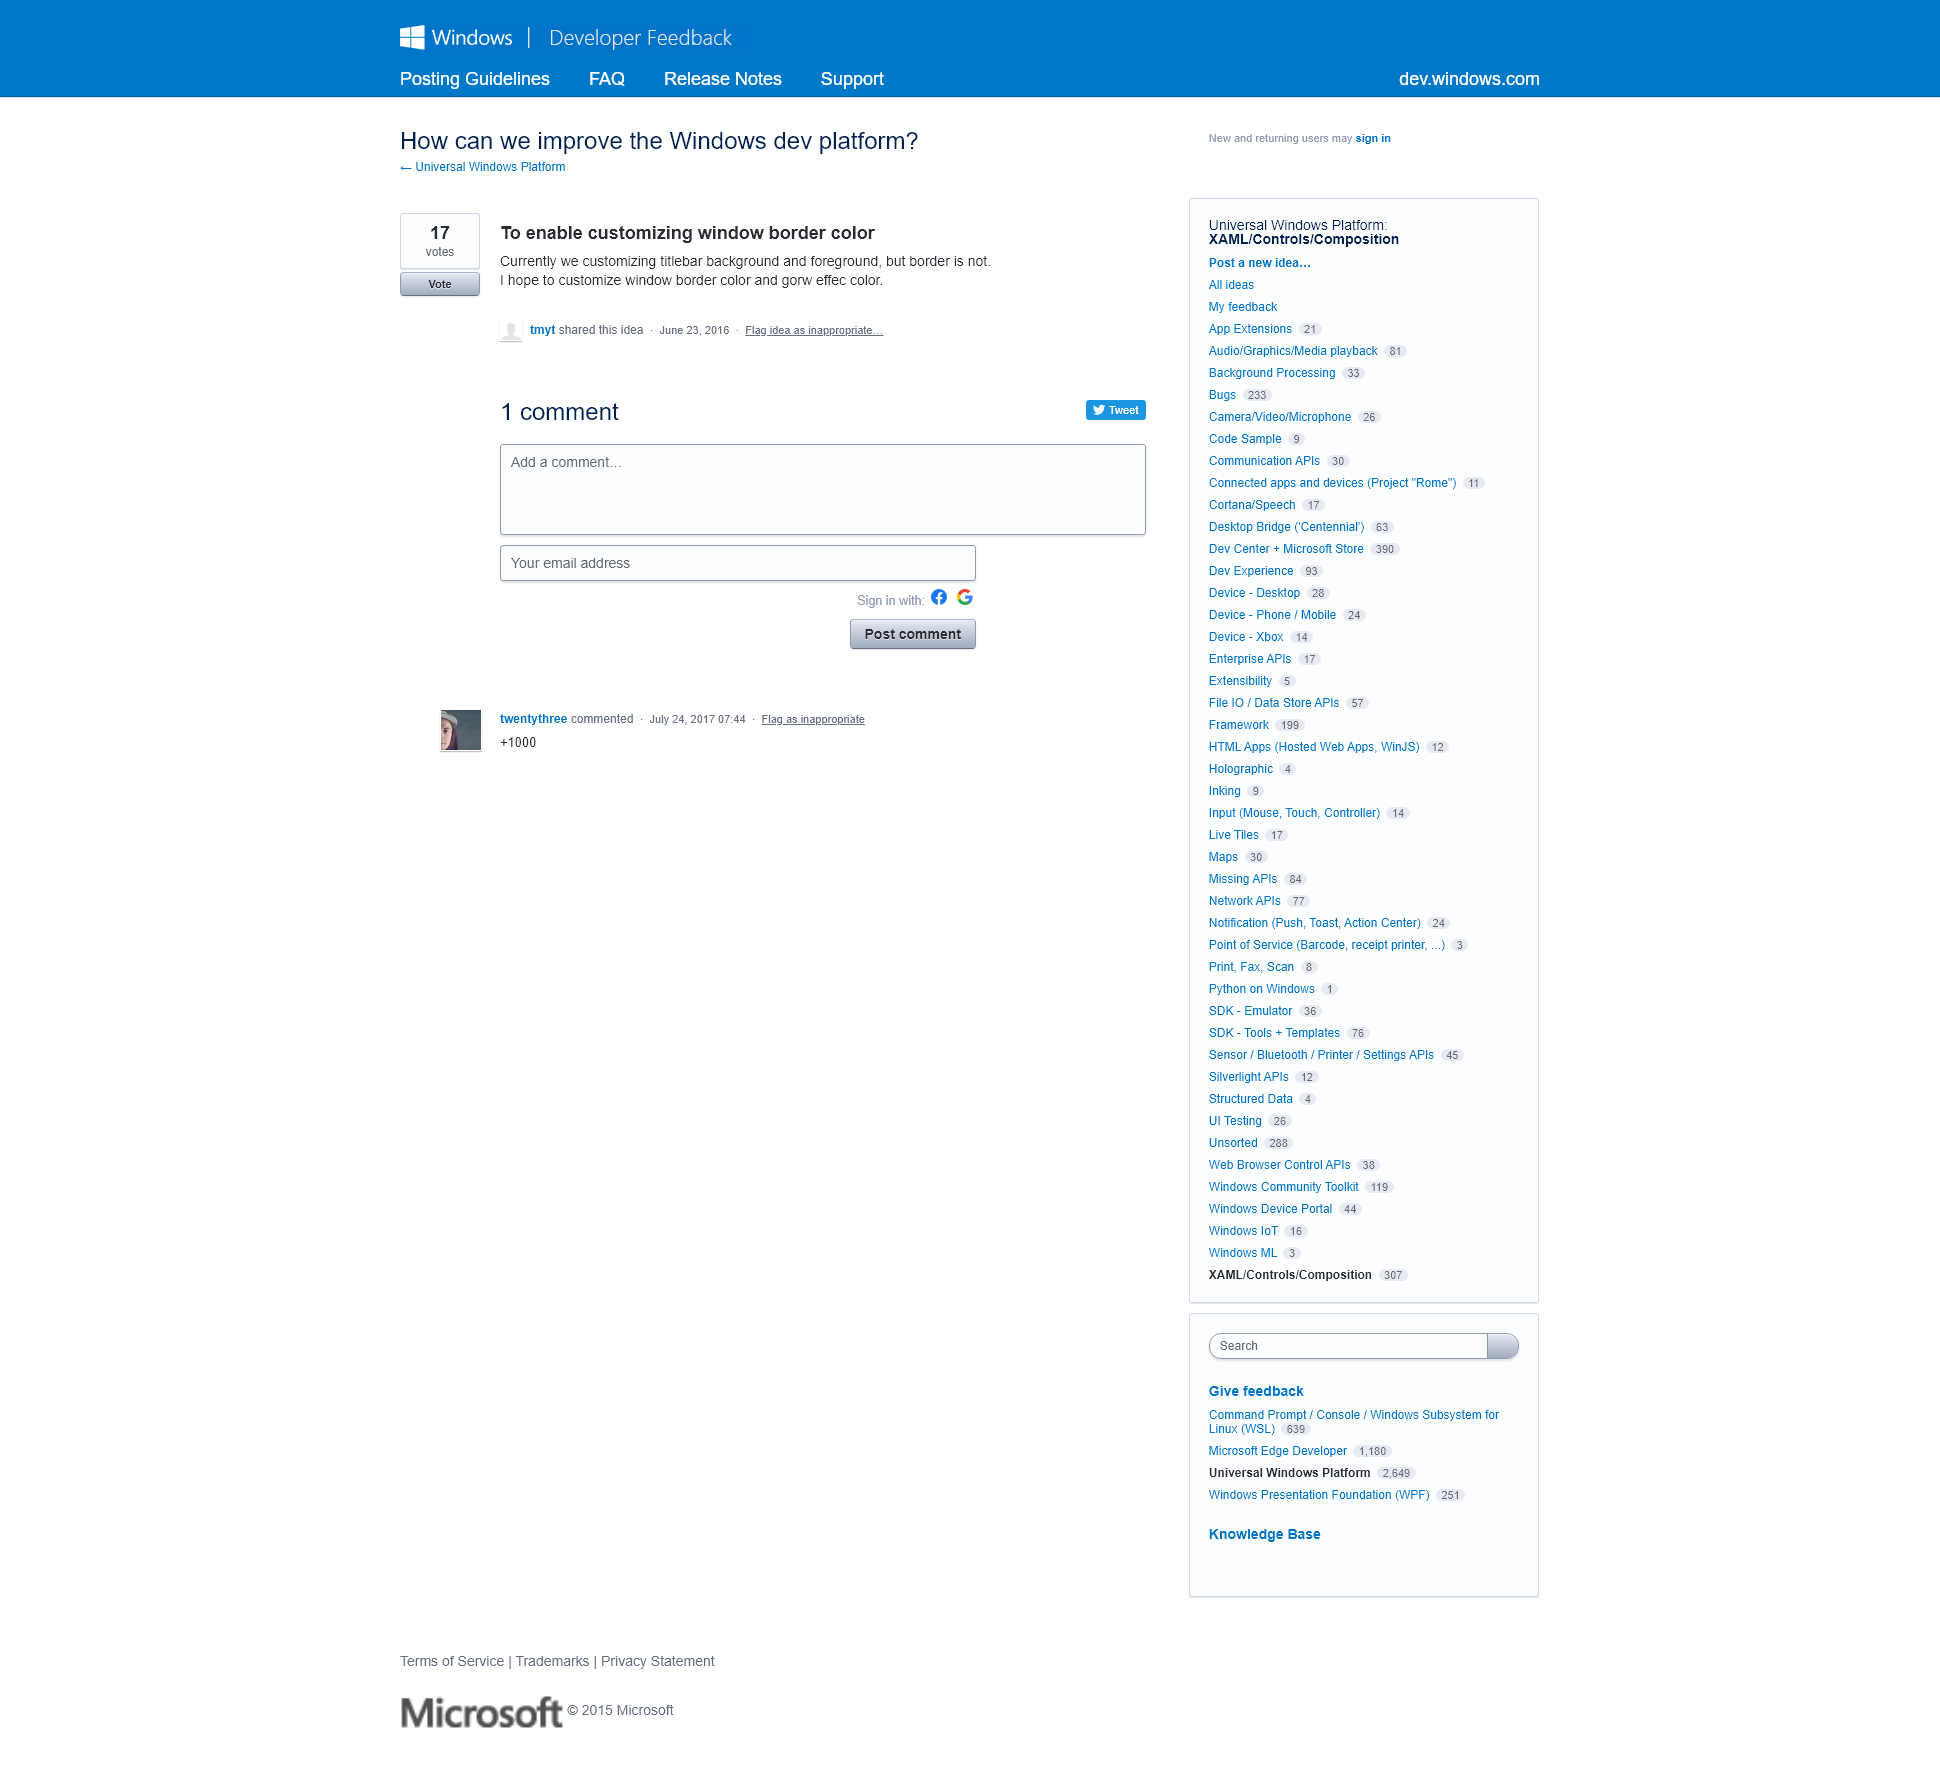 Windows | Developer Feedback
Posting Guidelines FAQ Release Notes Support dev.windows.com
How can we improve the Windows dev platform?
← Universal Windows Platform
New and returning users may sign in
17
votes
Vote
To enable customizing window border color
Currently we customizing titlebar background and foreground, but border is not.
I hope to customize window border color and gorw effec color.
tmyt shared this idea · June 23, 2016 · Flag idea as inappropriate…
1 comment
Tweet
Add a comment…
Your email address
Sign in with:
Post comment
twentythree commented · July 24, 2017 07:44 · Flag as inappropriate
+1000
Universal Windows Platform:
XAML/Controls/Composition
Post a new idea…
All ideas
My feedback
App Extensions 21
Audio/Graphics/Media playback 81
Background Processing 33
Bugs 233
Camera/Video/Microphone 26
Code Sample 9
Communication APIs 30
Connected apps and devices (Project "Rome") 11
Cortana/Speech 17
Desktop Bridge ('Centennial') 63
Dev Center + Microsoft Store 390
Dev Experience 93
Device - Desktop 28
Device - Phone / Mobile 24
Device - Xbox 14
Enterprise APIs 17
Extensibility 5
File IO / Data Store APIs 57
Framework 199
HTML Apps (Hosted Web Apps, WinJS) 12
Holographic 4
Inking 9
Input (Mouse, Touch, Controller) 14
Live Tiles 17
Maps 30
Missing APIs 84
Network APIs 77
Notification (Push, Toast, Action Center) 24
Point of Service (Barcode, receipt printer, ...) 3
Print, Fax, Scan 8
Python on Windows 1
SDK - Emulator 36
SDK - Tools + Templates 76
Sensor / Bluetooth / Printer / Settings APIs 45
Silverlight APIs 12
Structured Data 4
UI Testing 26
Unsorted 288
Web Browser Control APIs 38
Windows Community Toolkit 119
Windows Device Portal 44
Windows IoT 16
Windows ML 3
XAML/Controls/Composition 307
Search
Give feedback
Command Prompt / Console / Windows Subsystem for
Linux (WSL) 639
Microsoft Edge Developer 1,180
Universal Windows Platform 2,649
Windows Presentation Foundation (WPF) 251
Knowledge Base
Terms of Service | Trademarks | Privacy Statement
Microsoft © 2015 Microsoft